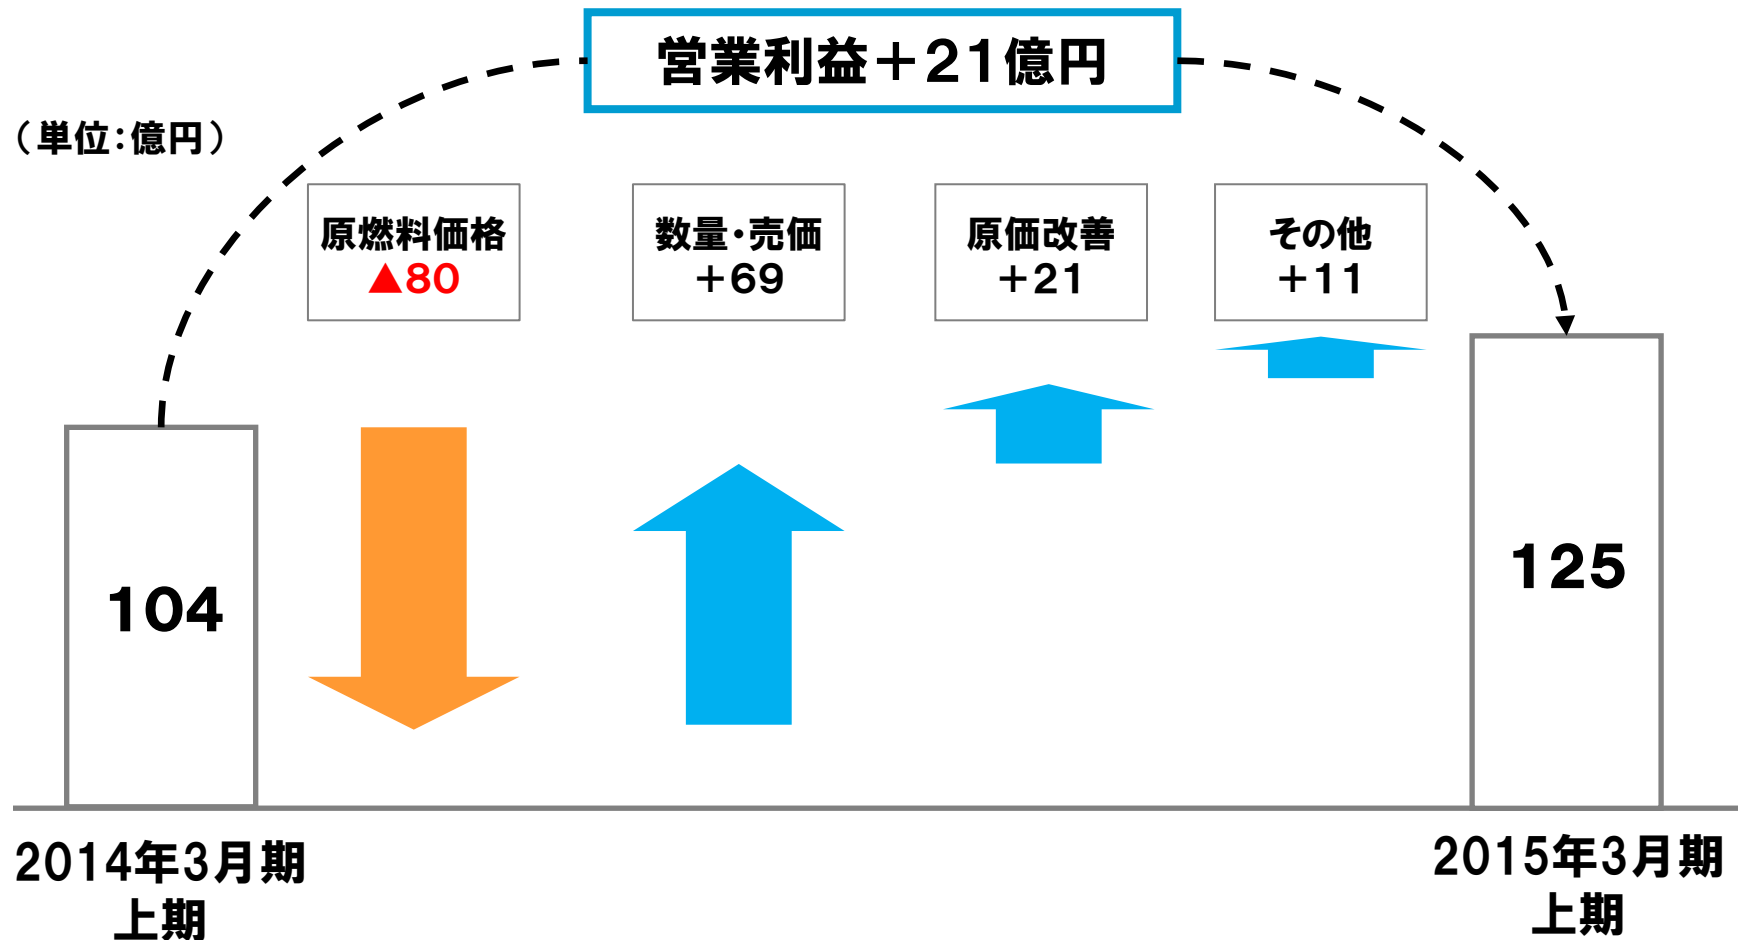 営業利益＋21億円
（単位：億円）
原燃料価格
▲80
数量・売価
＋69
原価改善
＋21
その他
＋11
104
125
2014年3月期
上期
2015年3月期
上期